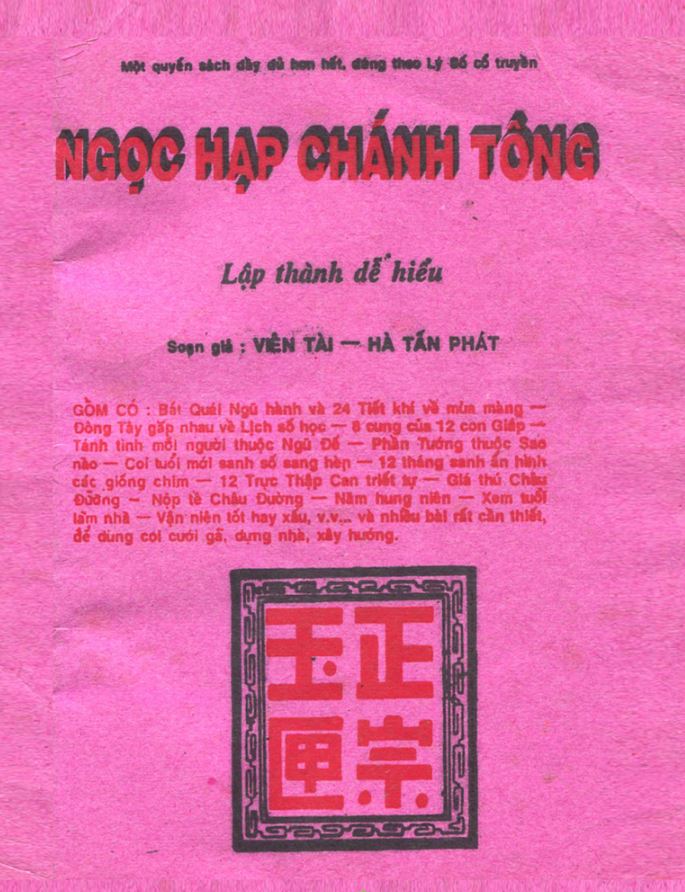 Một quyển sách đầy đủ hơn hết, đúng theo Lý Số cổ truyền
NGỌC HẠP CHÁNH TÔNG
Lập thành dễ hiểu
Soạn giả : VIÊN TÀI — HÀ TẤN PHÁT
GỒM CÓ : Bát Quái Ngũ hành và 24 Tiết khí về mùa màng —
Đông Tây gặp nhau về Lịch số học — 8 cung của 12 con Giáp —
Tánh tình mỗi người thuộc Ngũ Đế — Phần Tướng thuộc Sao
nào — Coi tuổi mới sanh số sang hèn — 12 tháng sanh ấn hình
các giống chim — 12 Trực Thập Can triết tự — Giá thú Châu
Đường — Nộp tề Châu Đường — Năm hung niên — Xem tuổi
làm nhà — Vận niên tốt hay xấu, v.v... và nhiều bài rất cần thiết,
để dùng coi cưới gã, dựng nhà, xây hướng.
玉正
匣宗